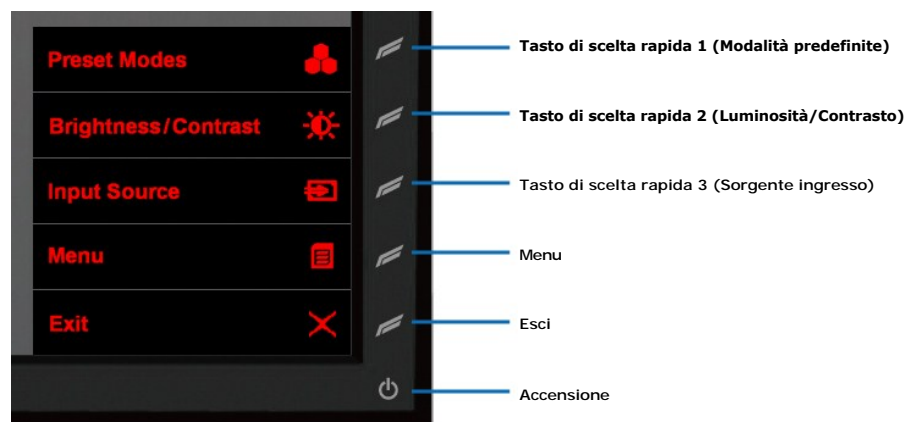 Preset Modes
Tasto di scelta rapida 1 (Modalità predefinite)
Brightness/Contrast
Tasto di scelta rapida 2 (Luminosità/Contrasto)
Input Source
Tasto di scelta rapida 3 (Sorgente ingresso)
Menu
Menu
Exit
Esci
Accensione